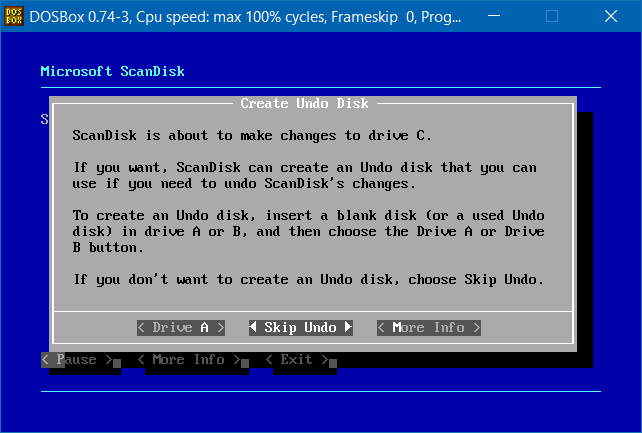 DOS BOX DOSBox 0.74-3, Cpu speed: max 100% cycles, Frameskip 0, Prog...
Microsoft ScanDisk
S
Create Undo Disk
ScanDisk is about to make changes to drive C.
If you want, ScanDisk can create an Undo disk that you can
use if you need to undo ScanDisk's changes.
To create an Undo disk, insert a blank disk (or a used Undo
disk) in drive A or B, and then choose the Drive A or Drive
B button.
If you don't want to create an Undo disk, choose Skip Undo.
< Drive A > ◄ Skip Undo ► < More Info >
< Pause > < More Info > < Exit >